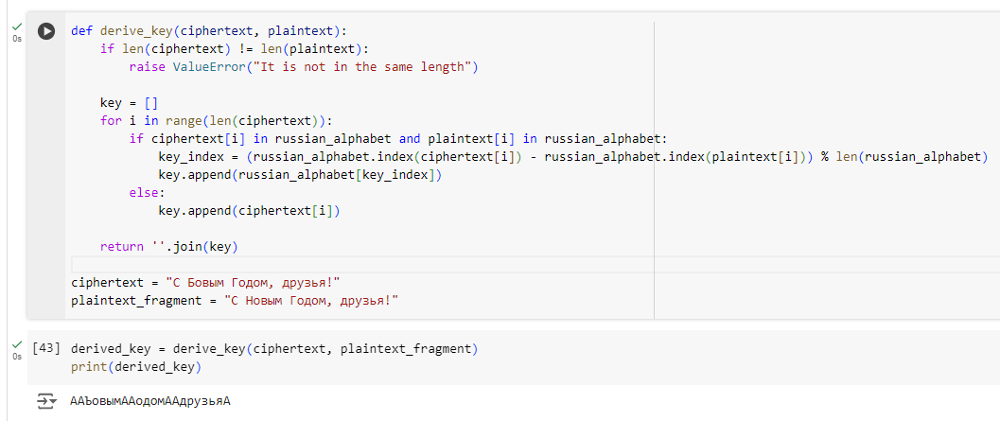 0s
def derive_key(ciphertext, plaintext):
    if len(ciphertext) != len(plaintext):
        raise ValueError("It is not in the same length")
    key = []
    for i in range(len(ciphertext)):
        if ciphertext[i] in russian_alphabet and plaintext[i] in russian_alphabet:
            key_index = (russian_alphabet.index(ciphertext[i]) - russian_alphabet.index(plaintext[i])) % len(russian_alphabet)
            key.append(russian_alphabet[key_index])
        else:
            key.append(ciphertext[i])
    return ''.join(key)
ciphertext = "С Бовым Годом, друзья!"
plaintext_fragment = "С Новым Годом, друзья!"
0s
[43] derived_key = derive_key(ciphertext, plaintext_fragment)
print(derived_key)
ААЪовымААодомААдрузьяА